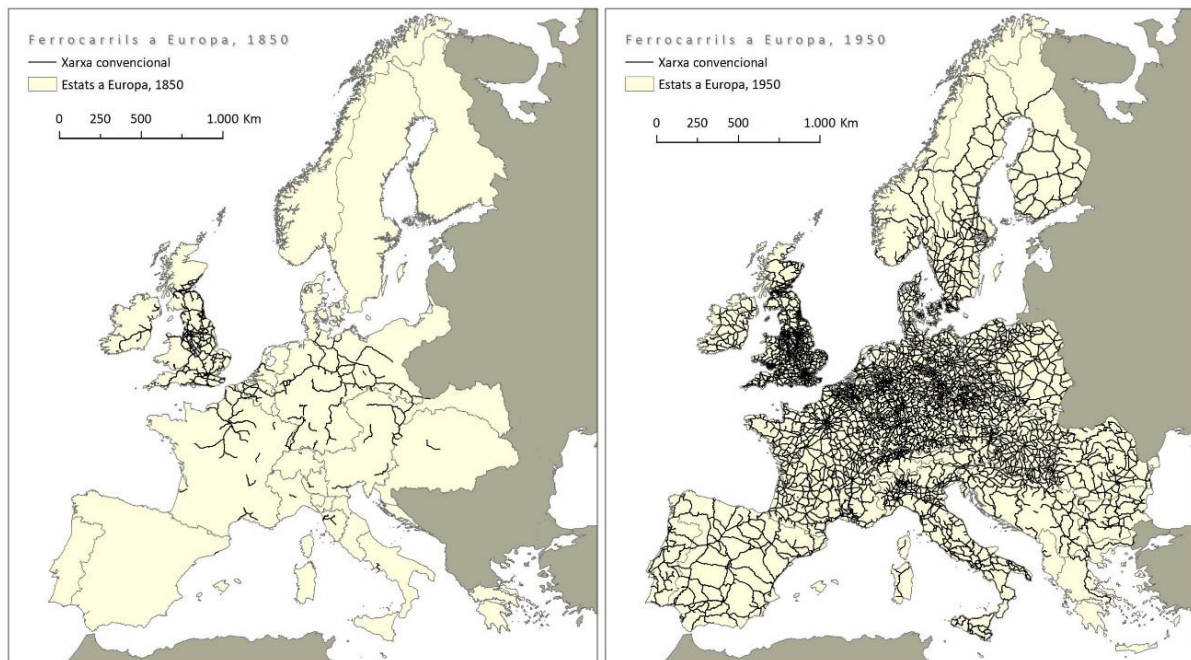 Ferrocarrils a Europa, 1850
Xarxa convencional
Estats a Europa, 1850
0 250 500 1.000 Km
Ferrocarrils a Europa, 1950
Xarxa convencional
Estats a Europa, 1950
0 250 500 1.000 Km